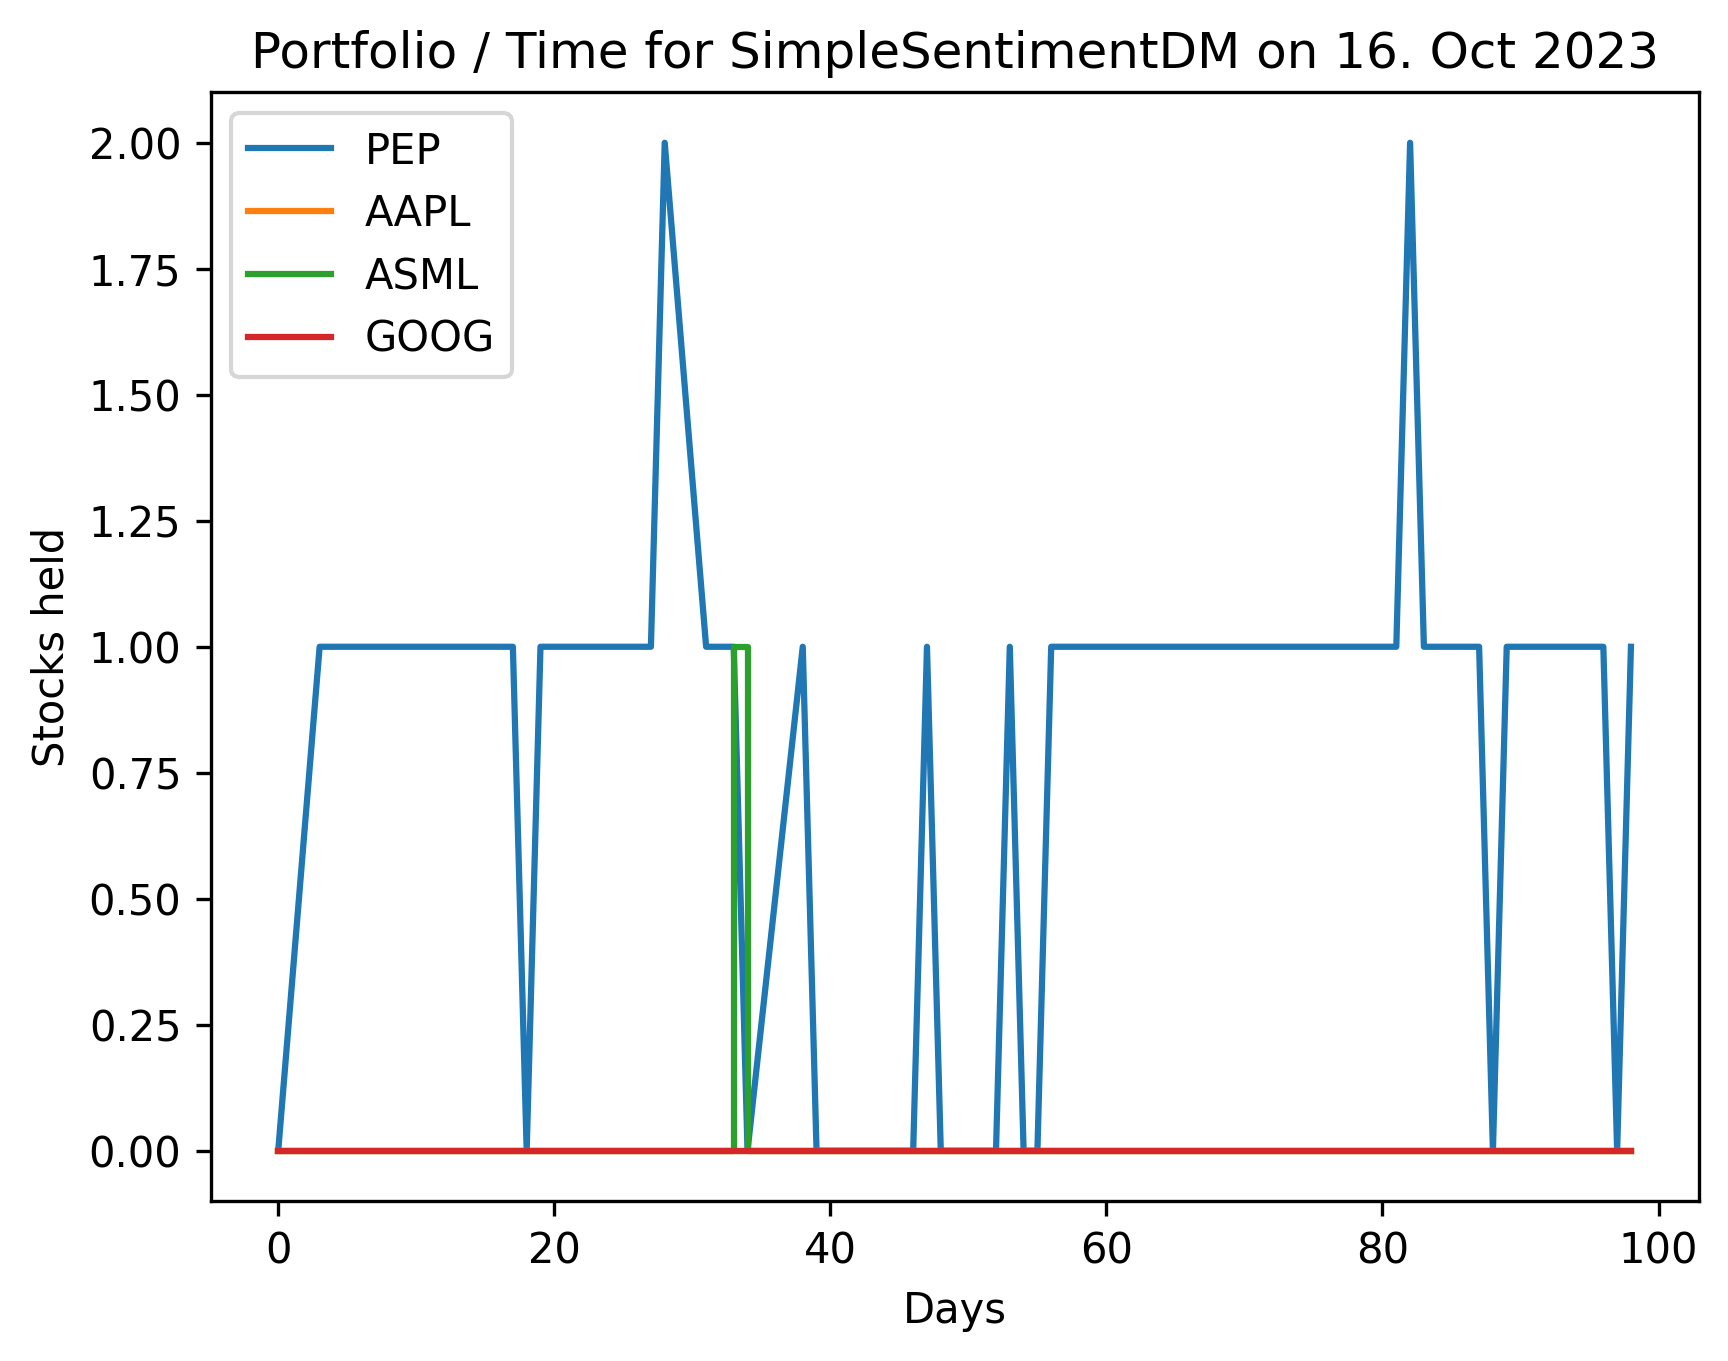 Portfolio / Time for SimpleSentimentDM on 16. Oct 2023
PEP
AAPL
ASML
GOOG
2.00
1.75
1.50
1.25
1.00
0.75
0.50
0.25
0.00
Stocks held
0 20 40 60 80 100
Days